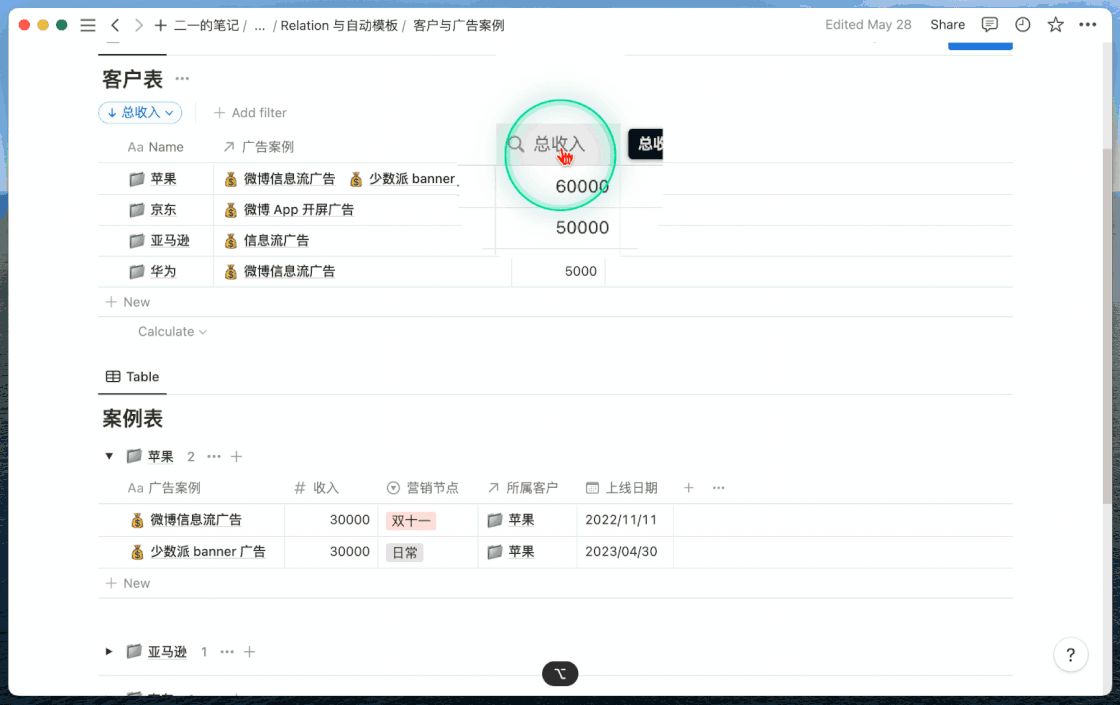 二一的笔记 / ... / Relation 与自动模板 / 客户与广告案例 Edited May 28 Share
客户表
总收入 Add filter
Aa Name 广告案例 总收入
苹果 微博信息流广告 少数派 banner 60000
京东 微博 App 开屏广告 50000
亚马逊 信息流广告
华为 微博信息流广告 5000
+ New
Calculate
Table
案例表
苹果 2
Aa 广告案例 # 收入 营销节点 所属客户 上线日期
微博信息流广告 30000 双十一 苹果 2022/11/11
少数派 banner 广告 30000 日常 苹果 2023/04/30
+ New
亚马逊 1
?
⌥